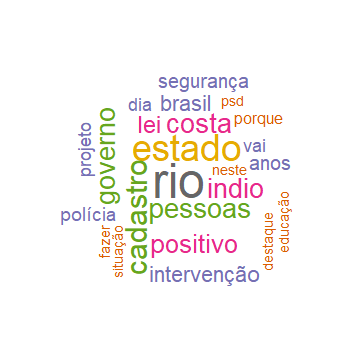 segurança
dia brasil psd
lei costa porque
projeto governo estado vai
cadastro rio neste anos
indio
polícia pessoas
fazer situação positivo destaque educação
intervenção